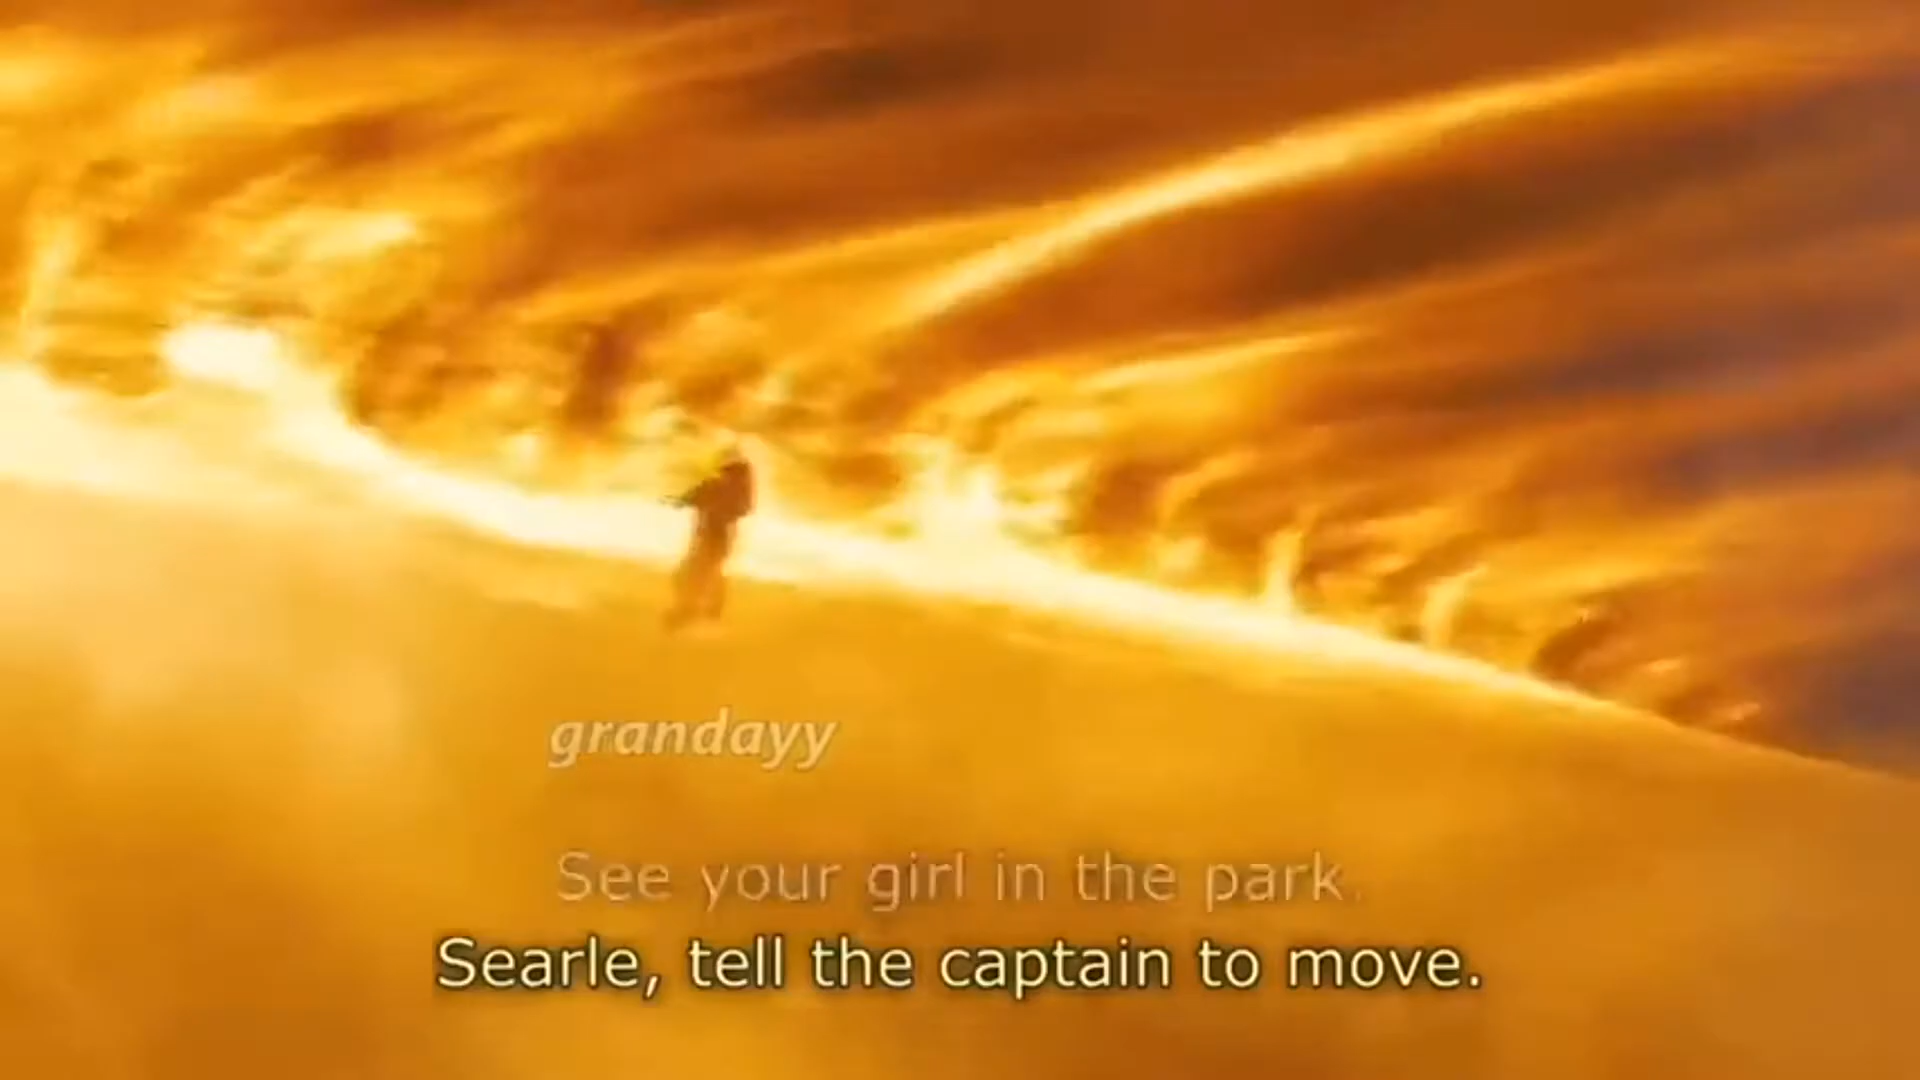 grandayy
See your girl in the park.
Searle, tell the captain to move.